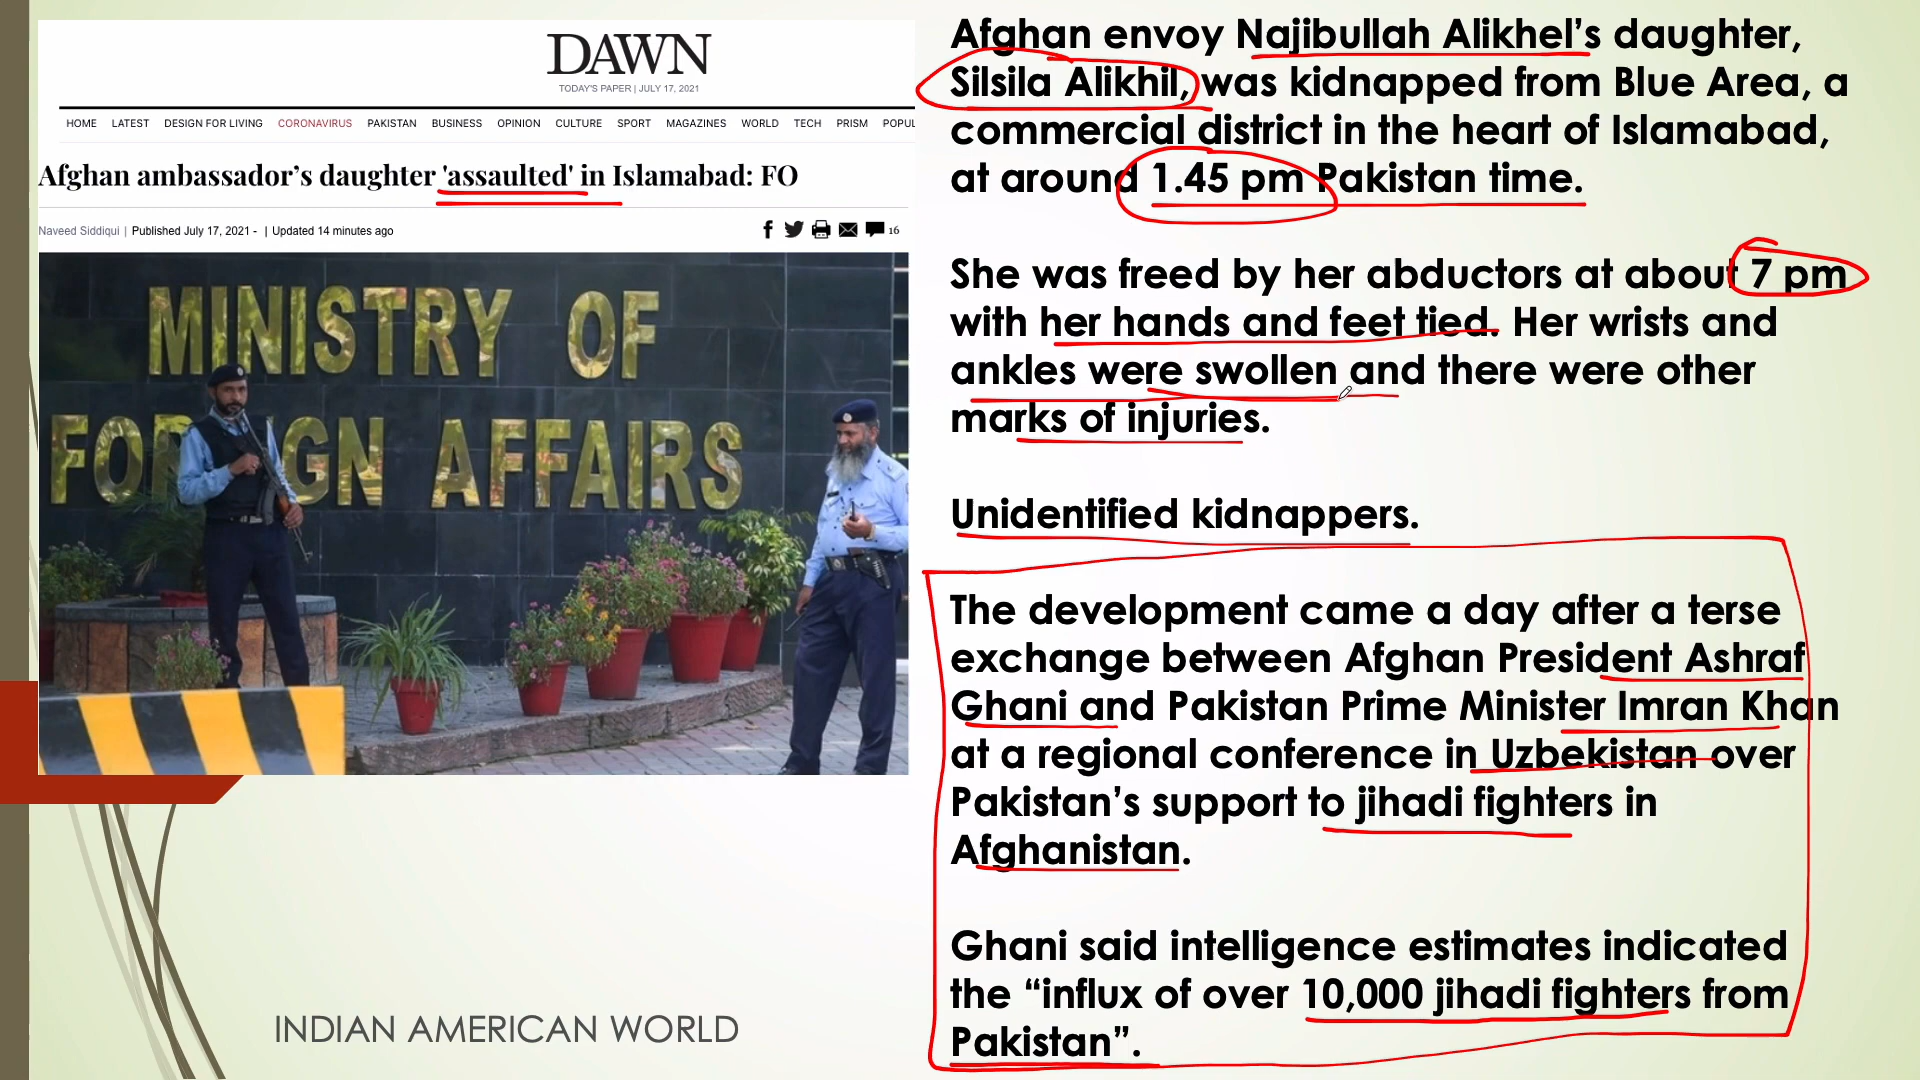 DAWN
TODAY'S PAPER | JULY 17, 2021
HOME LATEST DESIGN FOR LIVING CORONAVIRUS PAKISTAN BUSINESS OPINION CULTURE SPORT MAGAZINES WORLD TECH PRISM POPUL
Afghan ambassador's daughter 'assaulted' in Islamabad: FO
Naveed Siddiqui | Published July 17, 2021 - | Updated 14 minutes ago
16
MINISTRY OF
FOREIGN AFFAIRS
INDIAN AMERICAN WORLD
Afghan envoy Najibullah Alikhel's daughter,
Silsila Alikhil, was kidnapped from Blue Area, a
commercial district in the heart of Islamabad,
at around 1.45 pm Pakistan time.
She was freed by her abductors at about 7 pm
with her hands and feet tied. Her wrists and
ankles were swollen and there were other
marks of injuries.
Unidentified kidnappers.
The development came a day after a terse
exchange between Afghan President Ashraf
Ghani and Pakistan Prime Minister Imran Khan
at a regional conference in Uzbekistan over
Pakistan's support to jihadi fighters in
Afghanistan.
Ghani said intelligence estimates indicated
the “influx of over 10,000 jihadi fighters from
Pakistan”.